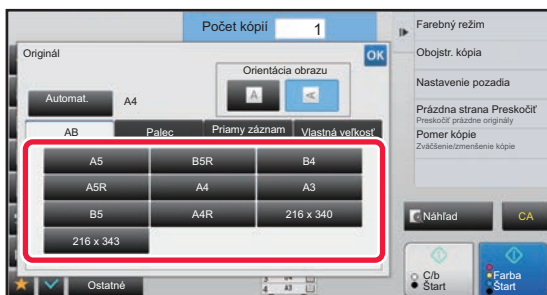 Počet kópií 1
Originál
OK
Orientácia obrazu
A
A
Automat. A4
AB Palec Priamy záznam Vlastná veľkosť
A5 B5R B4
A5R A4 A3
B5 A4R 216 x 340
216 x 343
Ostatné
Farebný režim
Obojstr. kópia
Nastavenie pozadia
Prázdna strana Preskočiť
Preskočiť prázdne originály
Pomer kópie
Zväčšenie/zmenšenie kópie
Náhľad CA
C/b Štart
Farba Štart